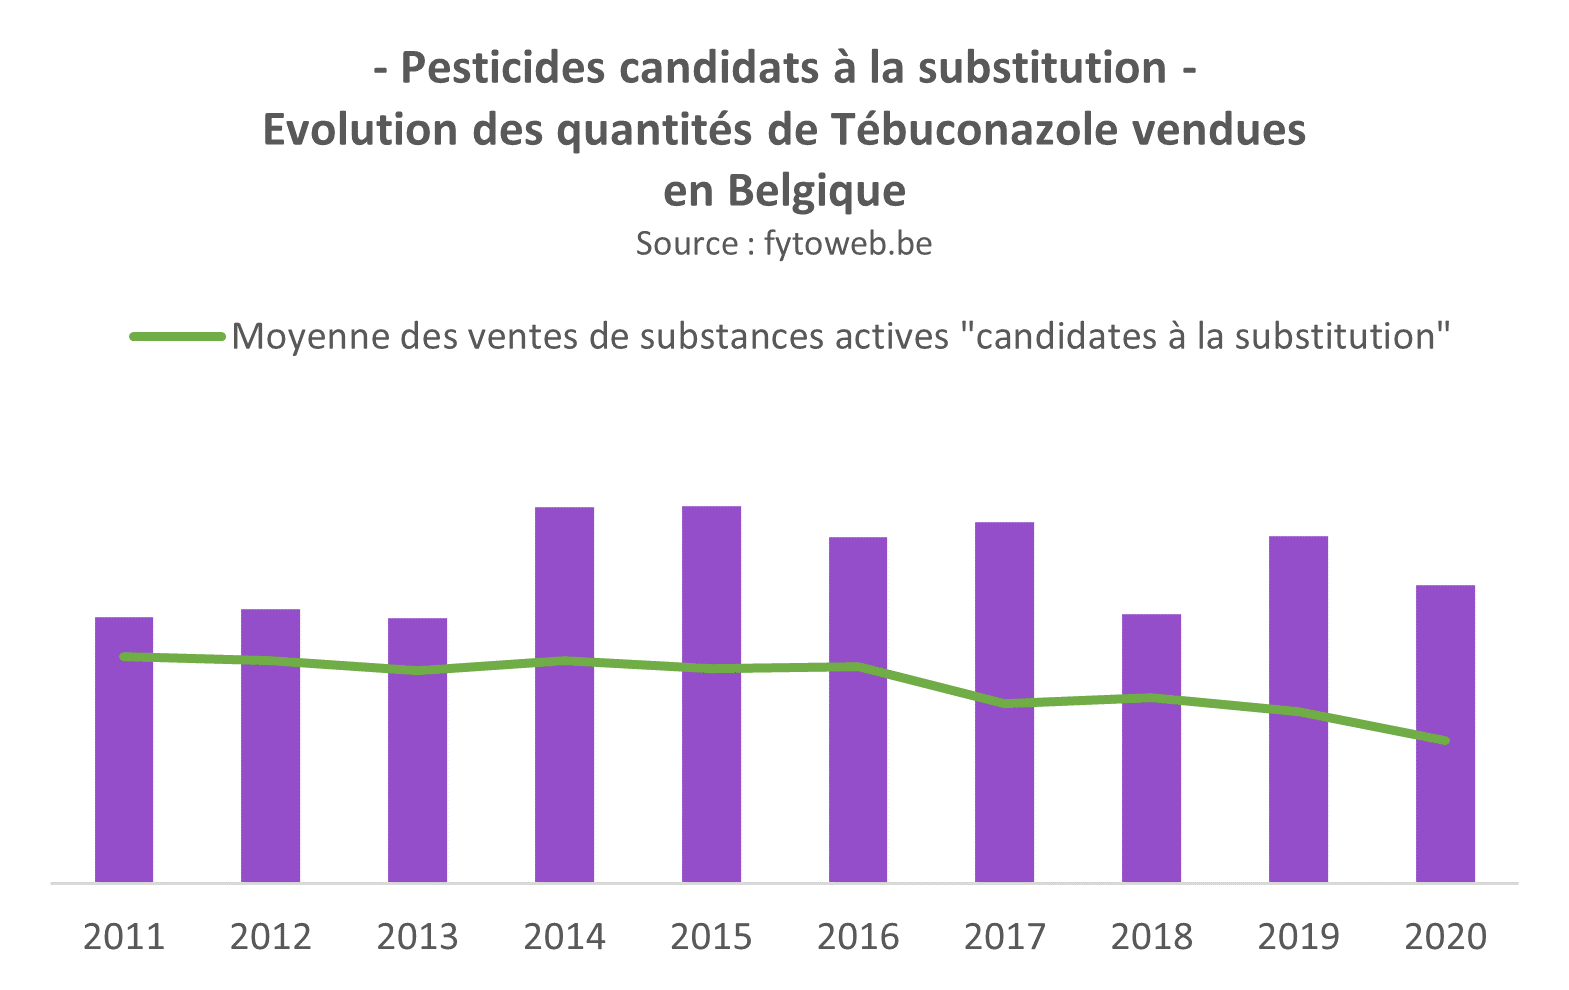 - Pesticides candidats à la substitution -
Evolution des quantités de Tébuconazole vendues
en Belgique
Source : fytoweb.be
Moyenne des ventes de substances actives "candidates à la substitution"
2011 2012 2013 2014 2015 2016 2017 2018 2019 2020